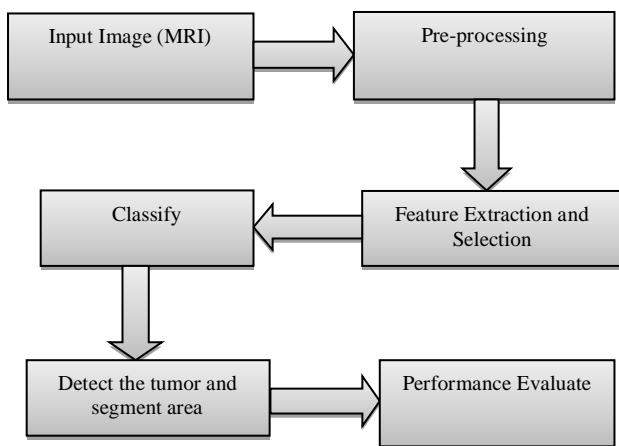 Input Image (MRI)
Pre-processing
Feature Extraction and
Selection
Classify
Detect the tumor and
segment area
Performance Evaluate